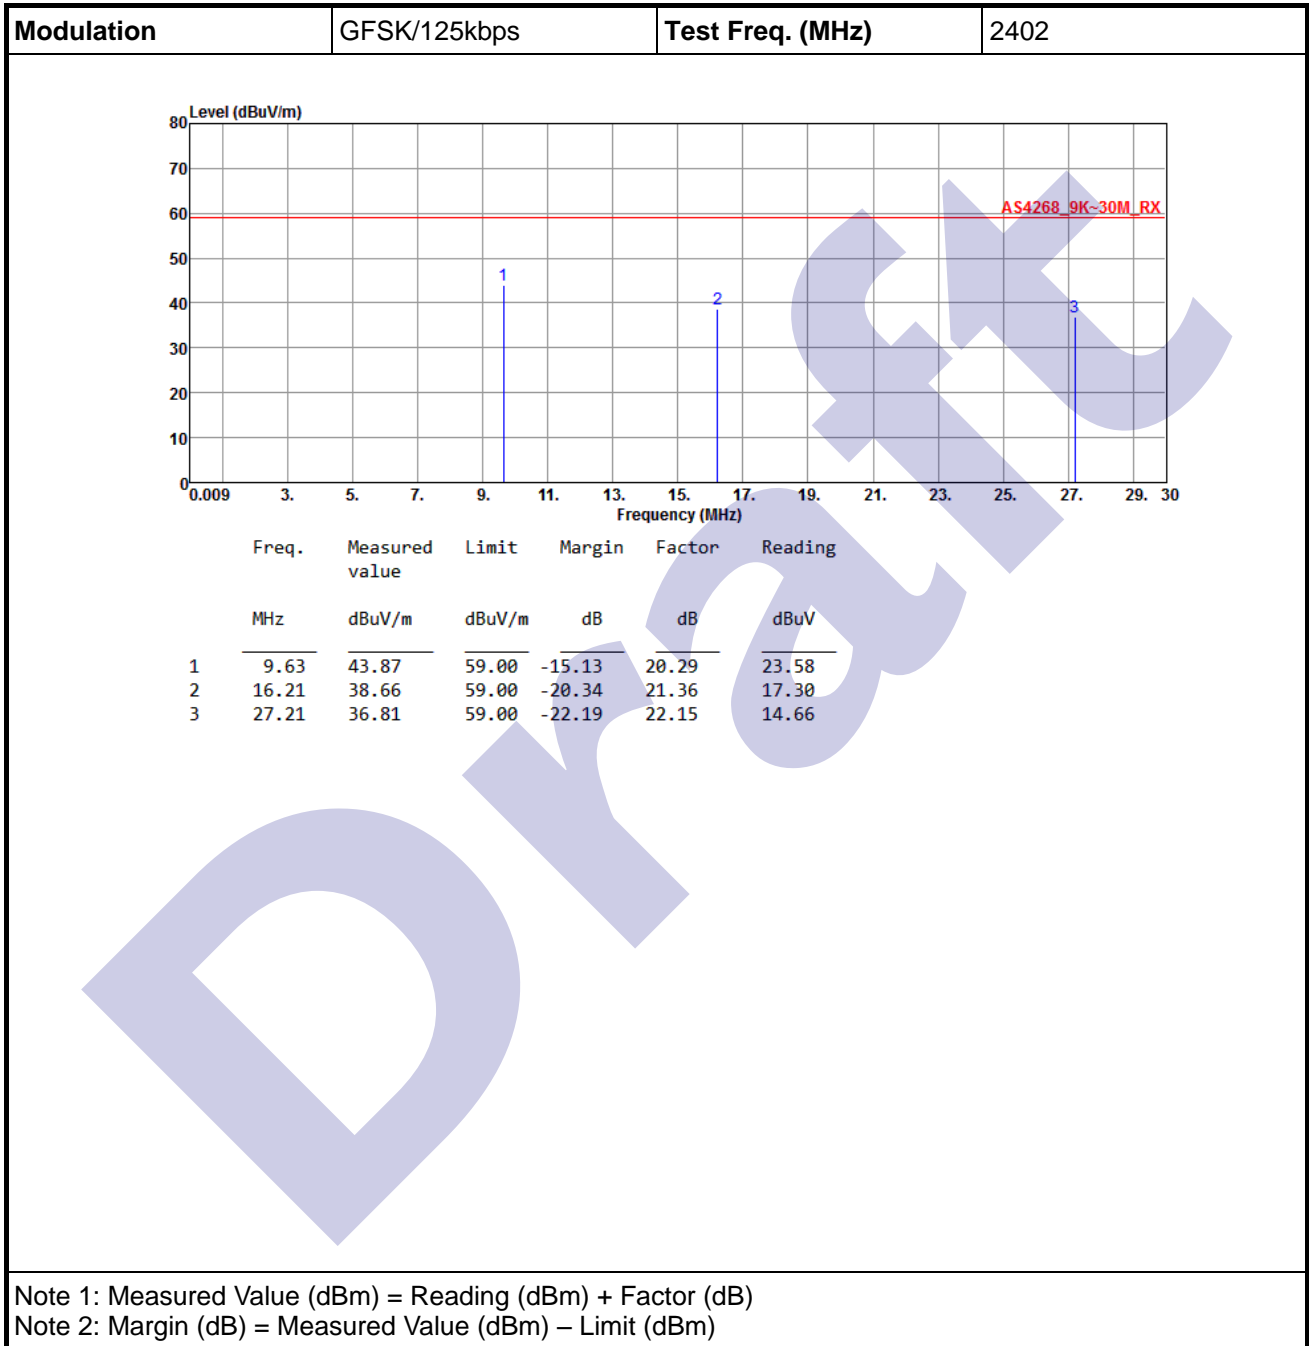 Modulation GFSK/125kbps Test Freq. (MHz) 2402
Level (dBuV/m)
80
70
60
50
40
30
20
10
0
AS4268_9K~30M_RX
1
2
3
0.009 3. 5. 7. 9. 11. 13. 15. 17. 19. 21. 23. 25. 27. 29. 30
Frequency (MHz)
Freq. Measured Limit Margin Factor Reading
value
MHz dBuV/m dBuV/m dB dB dBuV
1 9.63 43.87 59.00 -15.13 20.29 23.58
2 16.21 38.66 59.00 -20.34 21.36 17.30
3 27.21 36.81 59.00 -22.19 22.15 14.66
Draft
Note 1: Measured Value (dBm) = Reading (dBm) + Factor (dB)
Note 2: Margin (dB) = Measured Value (dBm) – Limit (dBm)